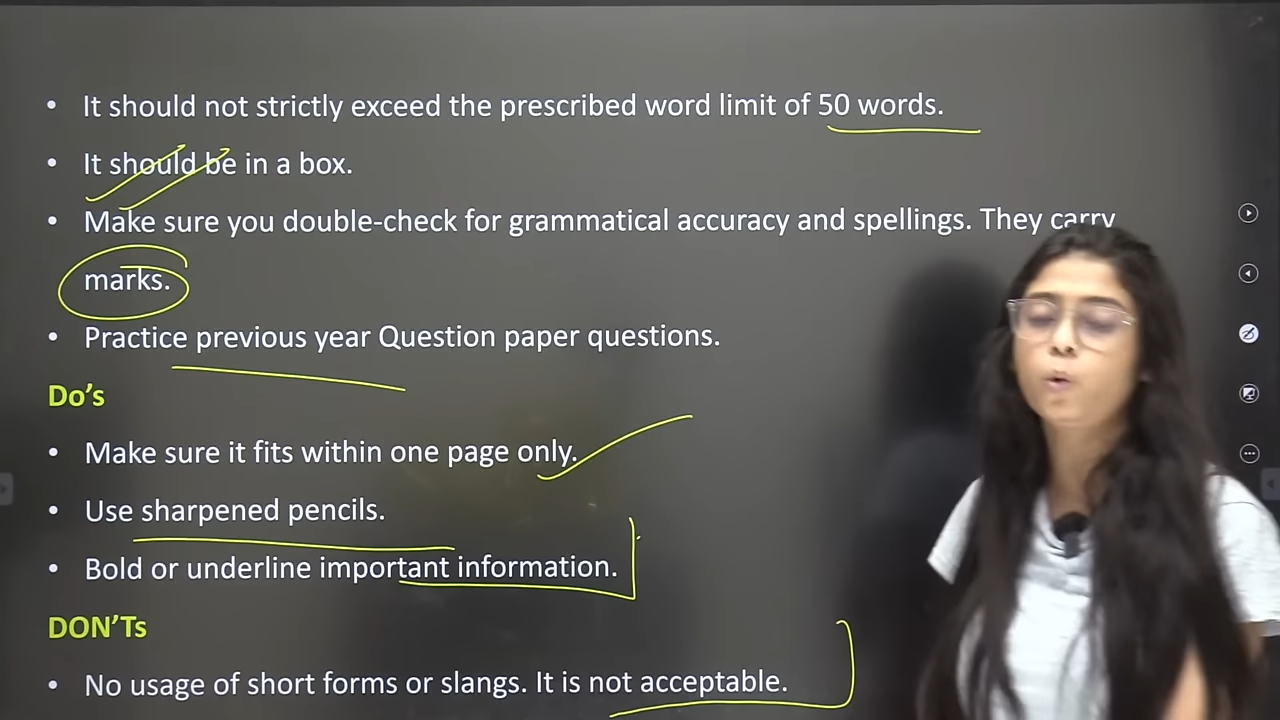 • It should not strictly exceed the prescribed word limit of 50 words.
• It should be in a box.
• Make sure you double-check for grammatical accuracy and spellings. They carry
marks.
• Practice previous year Question paper questions.
Do’s
• Make sure it fits within one page only.
• Use sharpened pencils.
• Bold or underline important information.
DON’Ts
• No usage of short forms or slangs. It is not acceptable.